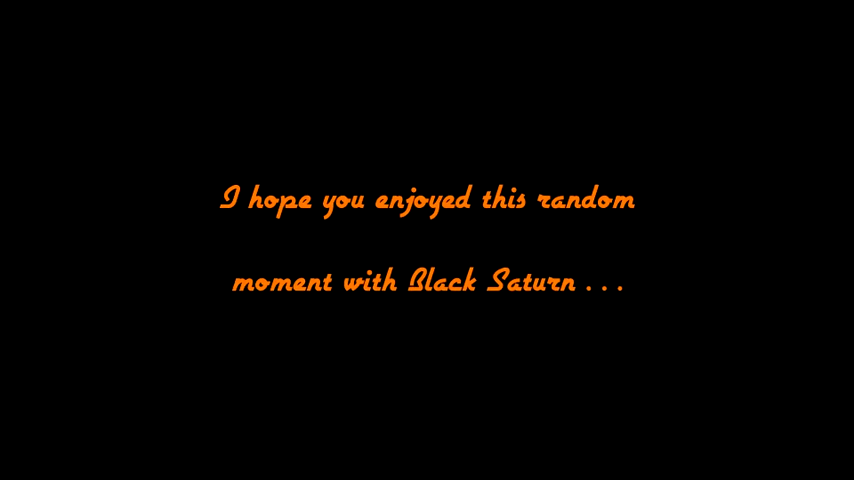 I hope you enjoyed this random
moment with Black Saturn . . .